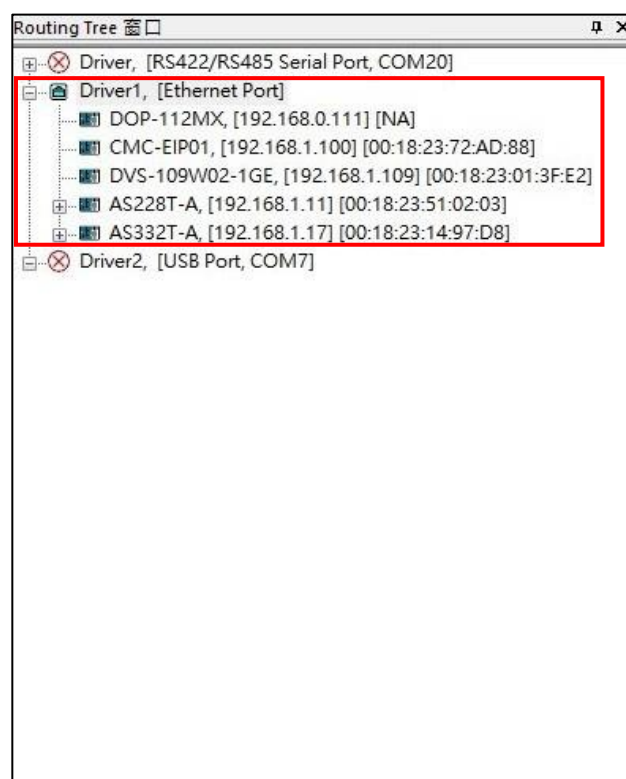 Routing Tree 窗口
Driver, [RS422/RS485 Serial Port, COM20]
Driver1, [Ethernet Port]
DOP-112MX, [192.168.0.111] [NA]
CMC-EIP01, [192.168.1.100] [00:18:23:72:AD:88]
DVS-109W02-1GE, [192.168.1.109] [00:18:23:01:3F:E2]
AS228T-A, [192.168.1.11] [00:18:23:51:02:03]
AS332T-A, [192.168.1.17] [00:18:23:14:97:D8]
Driver2, [USB Port, COM7]